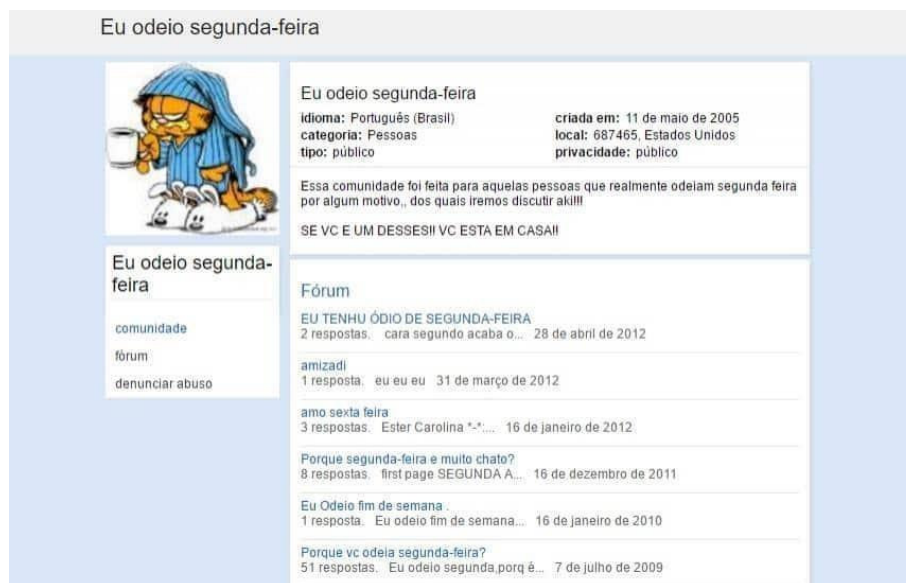 Eu odeio segunda-feira
Eu odeio segunda-feira
idioma: Português (Brasil)
criada em: 11 de maio de 2005
categoria: Pessoas
local: 687465, Estados Unidos
tipo: público
privacidade: público
Essa comunidade foi feita para aquelas pessoas que realmente odeiam segunda feira
por algum motivo,, dos quais iremos discutir aki!!!
SE VC E UM DESSES!! VC ESTA EM CASA!!
Eu odeio segunda-
feira
comunidade
fórum
denunciar abuso
Fórum
EU TENHU ÓDIO DE SEGUNDA-FEIRA
2 respostas. cara segundo acaba o... 28 de abril de 2012
amizadi
1 resposta. eu eu eu 31 de março de 2012
amo sexta feira
3 respostas. Ester Carolina *-*:... 16 de janeiro de 2012
Porque segunda-feira e muito chato?
8 respostas. first page SEGUNDA A... 16 de dezembro de 2011
Eu Odeio fim de semana .
1 resposta. Eu odeio fim de semana... 16 de janeiro de 2010
Porque vc odeia segunda-feira?
51 respostas. Eu odeio segunda,porq é... 7 de julho de 2009